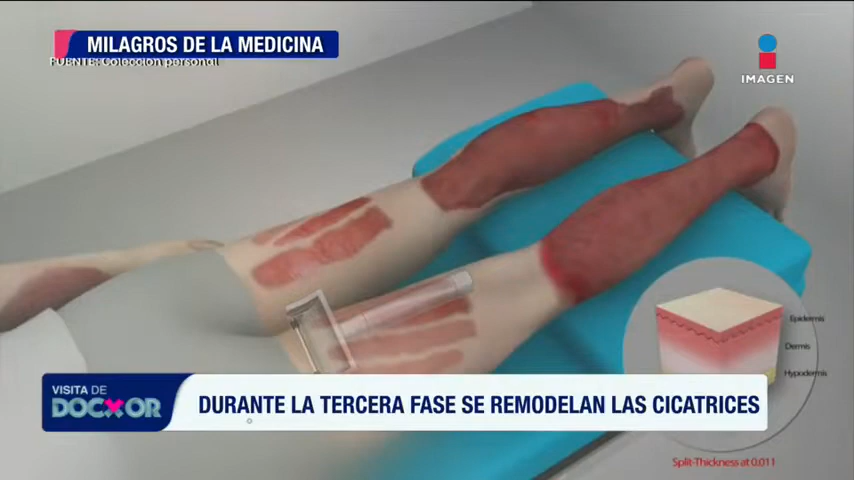 MILAGROS DE LA MEDICINA
FUENTE: Colección personal
IMAGEN
Epidermis
Dermis
Hypodermis
VISITA DE
DOCXOR
DURANTE LA TERCERA FASE SE REMODELAN LAS CICATRICES
Split-Thickness at 0.011